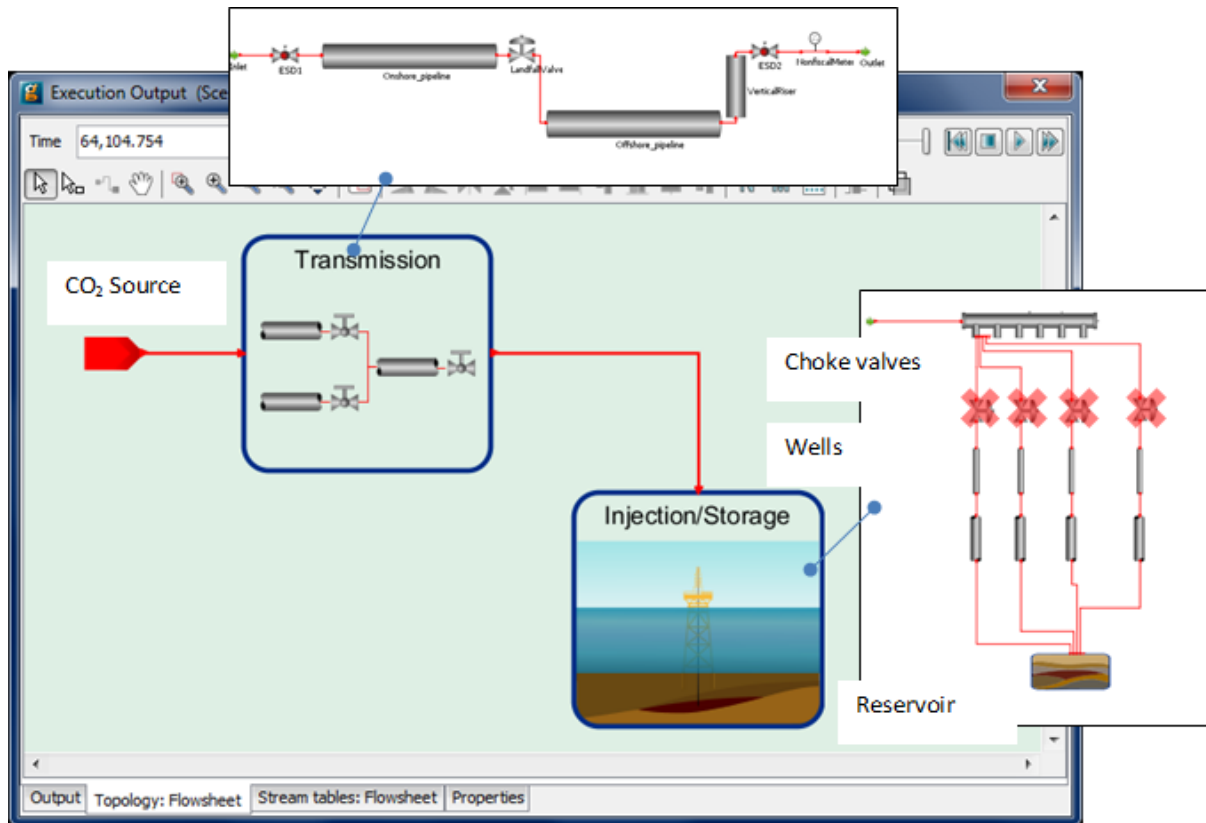 Inlet
ESD1
Onshore_pipeline
LandfallValve
Offshore_pipeline
VerticalRiser
ESD2
NonfiscalMeter
Outlet
Execution Output (Sce
Time 64,104.754
CO₂ Source
Transmission
Choke valves
Wells
Injection/Storage
Reservoir
Output Topology: Flowsheet Stream tables: Flowsheet Properties